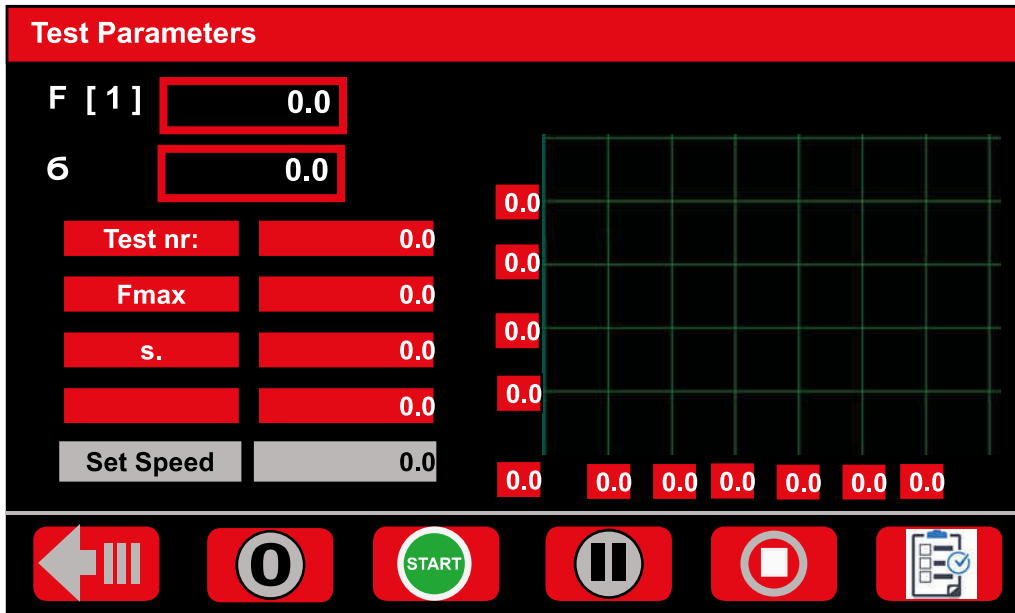 Test Parameters
F [ 1 ] 0.0
б 0.0
Test nr: 0.0
Fmax 0.0
s. 0.0
0.0
Set Speed 0.0
0.0
0.0
0.0
0.0
0.0 0.0 0.0 0.0 0.0 0.0 0.0
0
START